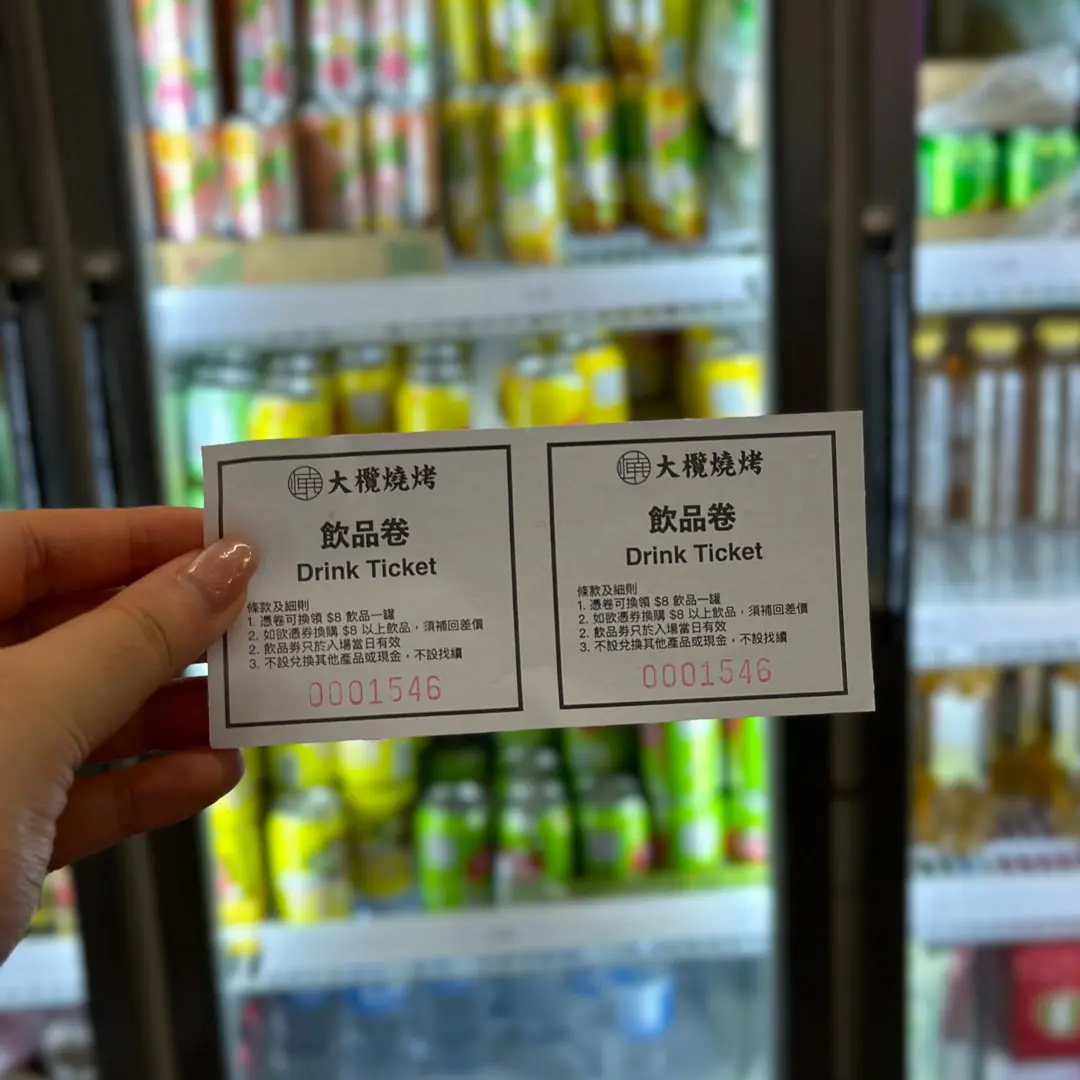 大欖燒烤
飲品卷
Drink Ticket
條款及細則
1. 憑卷可換領 $8 飲品一罐
2. 如欲憑券換購 $8 以上飲品，須補回差價
2. 飲品券只於入場當日有效
3. 不設兌換其他產品或現金，不設找續
0001546
大欖燒烤
飲品卷
Drink Ticket
條款及細則
1. 憑卷可換領 $8 飲品一罐
2. 如欲憑券換購 $8 以上飲品，須補回差價
2. 飲品券只於入場當日有效
3. 不設兌換其他產品或現金，不設找續
0001546